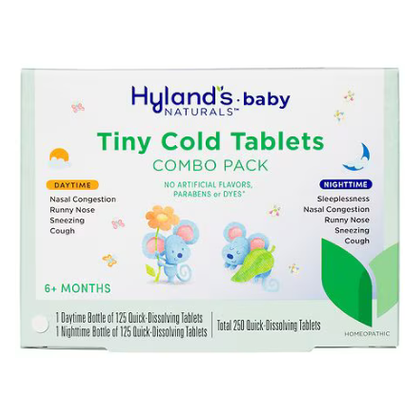 Hyland's • baby
NATURALS™
Tiny Cold Tablets
COMBO PACK
NO ARTIFICIAL FLAVORS,
PARABENS or DYES*
DAYTIME
Nasal Congestion
Runny Nose
Sneezing
Cough
NIGHTTIME
Sleeplessness
Nasal Congestion
Runny Nose
Sneezing
Cough
6+ MONTHS
1 Daytime Bottle of 125 Quick-Dissolving Tablets
1 Nighttime Bottle of 125 Quick-Dissolving Tablets
Total 250 Quick-Dissolving Tablets
HOMEOPATHIC